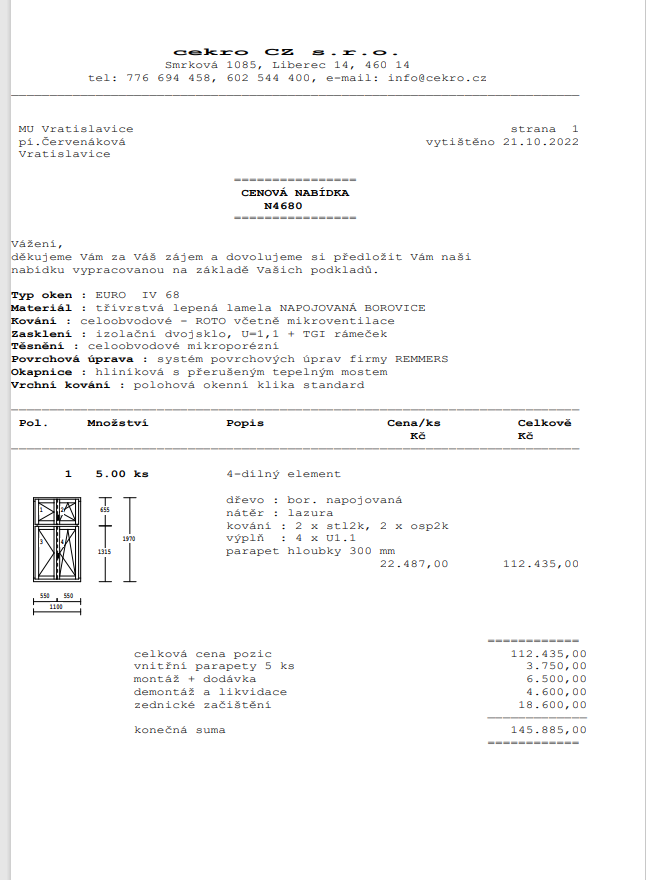 cekro CZ s.r.o.
Smrková 1085, Liberec 14, 460 14
tel: 776 694 458, 602 544 400, e-mail: info@cekro.cz
MU Vratislavice strana 1
pí.Červenáková vytištěno 21.10.2022
Vratislavice
================
CENOVÁ NABÍDKA
N4680
================
Vážení,
děkujeme Vám za Váš zájem a dovolujeme si předložit Vám naši
nabídku vypracovanou na základě Vašich podkladů.
Typ oken : EURO IV 68
Materiál : třívrstvá lepená lamela NAPOJOVANÁ BOROVICE
Kování : celoobvodové - ROTO včetně mikroventilace
Zasklení : izolační dvojsklo, U=1,1 + TGI rámeček
Těsnění : celoobvodové mikroporézní
Povrchová úprava : systém povrchových úprav firmy REMMERS
Okapnice : hliníková s přerušeným tepelným mostem
Vrchní kování : polohová okenní klika standard
Pol. Množství Popis Cena/ks Celkově
Kč Kč
1 5.00 ks 4-dílný element
dřevo : bor. napojovaná
nátěr : lazura
kování : 2 x stl2k, 2 x osp2k
výplň : 4 x U1.1
parapet hloubky 300 mm
22.487,00 112.435,00
1 2 655
3 4 1315 1970
550 550
1100
============
celková cena pozic 112.435,00
vnitřní parapety 5 ks 3.750,00
montáž + dodávka 6.500,00
demontáž a likvidace 4.600,00
zednické začištění 18.600,00
konečná suma 145.885,00
============